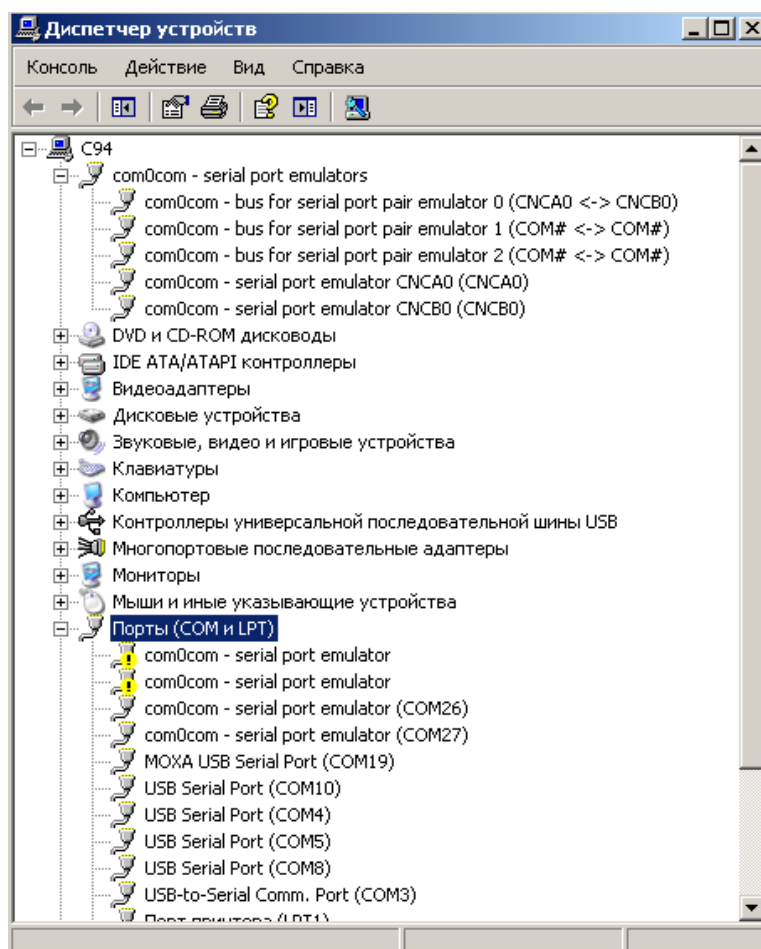 Диспетчер устройств
Консоль Действие Вид Справка
C94
com0com - serial port emulators
com0com - bus for serial port pair emulator 0 (CNCA0 <-> CNCB0)
com0com - bus for serial port pair emulator 1 (COM# <-> COM#)
com0com - bus for serial port pair emulator 2 (COM# <-> COM#)
com0com - serial port emulator CNCA0 (CNCA0)
com0com - serial port emulator CNCB0 (CNCB0)
DVD и CD-ROM дисководы
IDE ATA/ATAPI контроллеры
Видеоадаптеры
Дисковые устройства
Звуковые, видео и игровые устройства
Клавиатуры
Компьютер
Контроллеры универсальной последовательной шины USB
Многопортовые последовательные адаптеры
Мониторы
Мыши и иные указывающие устройства
Порты (COM и LPT)
com0com - serial port emulator
com0com - serial port emulator
com0com - serial port emulator (COM26)
com0com - serial port emulator (COM27)
MOXA USB Serial Port (COM19)
USB Serial Port (COM10)
USB Serial Port (COM4)
USB Serial Port (COM5)
USB Serial Port (COM8)
USB-to-Serial Comm. Port (COM3)
Порт принтера (LPT1)